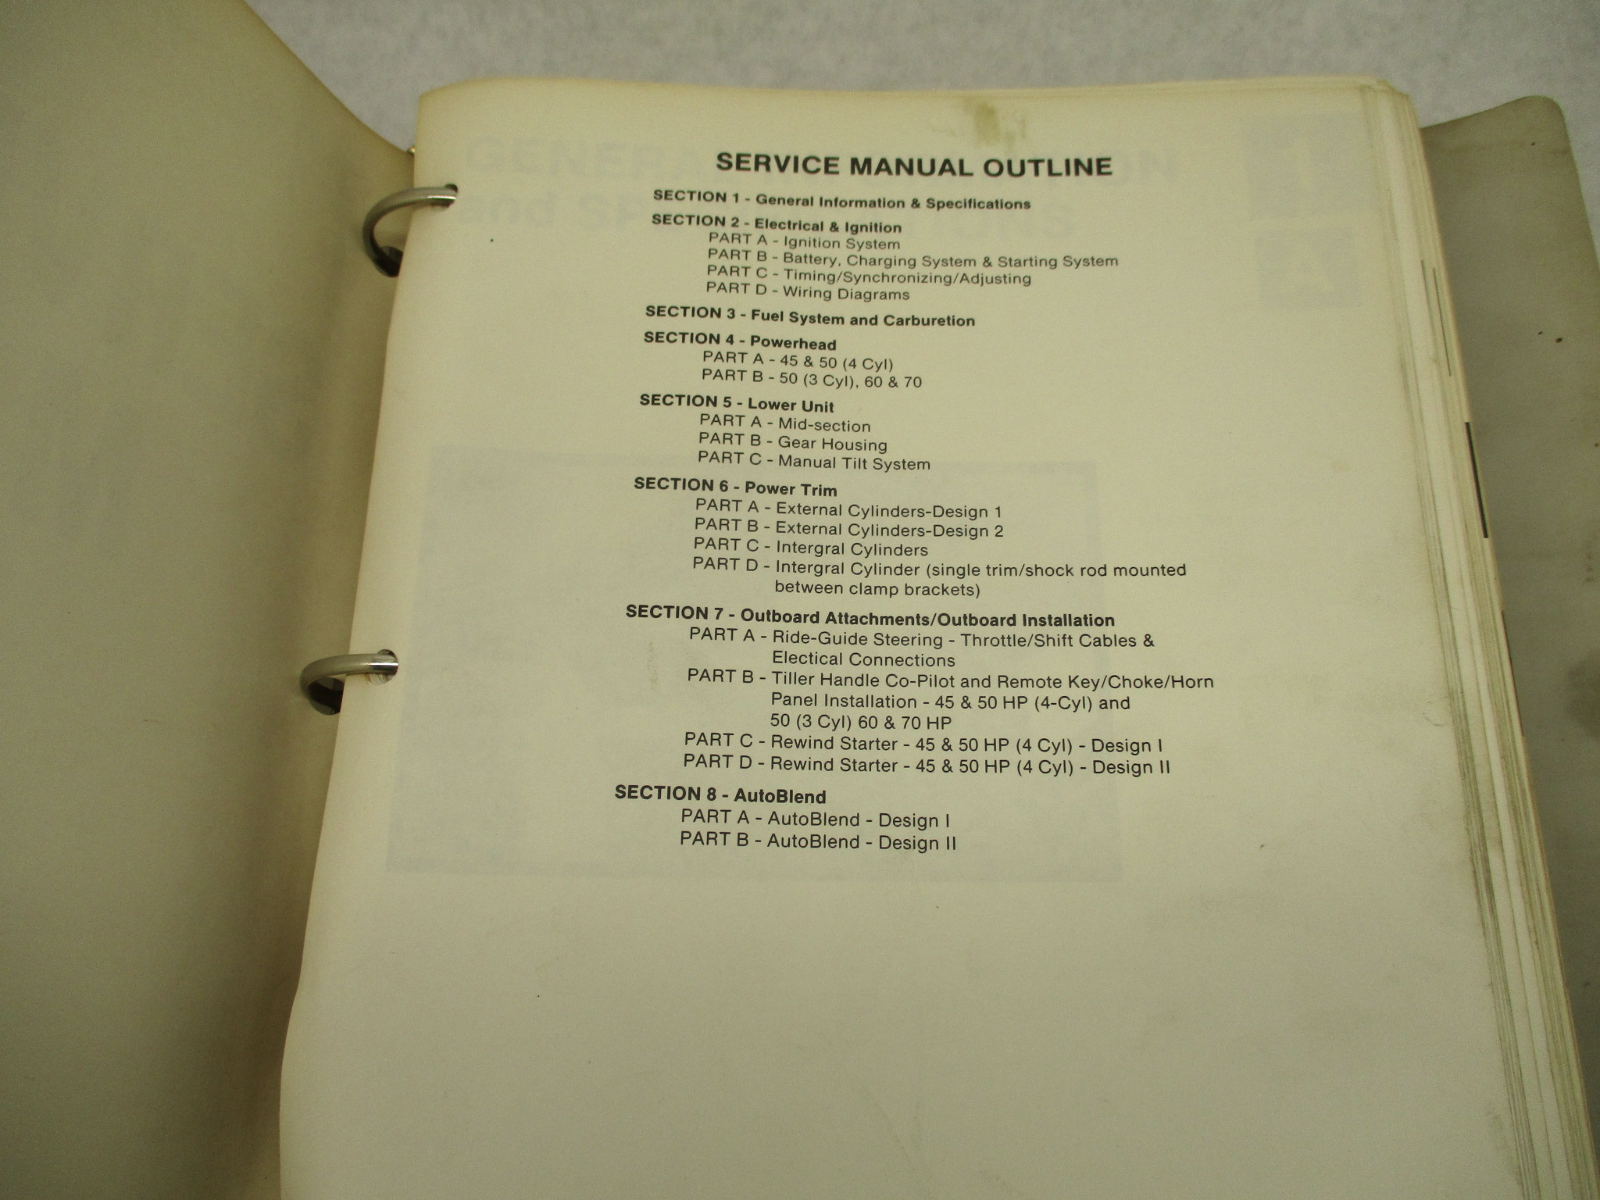 SERVICE MANUAL OUTLINE
SECTION 1 - General Information & Specifications
SECTION 2 - Electrical & Ignition
PART A - Ignition System
PART B - Battery, Charging System & Starting System
PART C - Timing/Synchronizing/Adjusting
PART D - Wiring Diagrams
SECTION 3 - Fuel System and Carburetion
SECTION 4 - Powerhead
PART A - 45 & 50 (4 Cyl)
PART B - 50 (3 Cyl), 60 & 70
SECTION 5 - Lower Unit
PART A - Mid-section
PART B - Gear Housing
PART C - Manual Tilt System
SECTION 6 - Power Trim
PART A - External Cylinders-Design 1
PART B - External Cylinders-Design 2
PART C - Intergral Cylinders
PART D - Intergral Cylinder (single trim/shock rod mounted
between clamp brackets)
SECTION 7 - Outboard Attachments/Outboard Installation
PART A - Ride-Guide Steering - Throttle/Shift Cables &
Electical Connections
PART B - Tiller Handle Co-Pilot and Remote Key/Choke/Horn
Panel Installation - 45 & 50 HP (4-Cyl) and
50 (3 Cyl) 60 & 70 HP
PART C - Rewind Starter - 45 & 50 HP (4 Cyl) - Design I
PART D - Rewind Starter - 45 & 50 HP (4 Cyl) - Design II
SECTION 8 - AutoBlend
PART A - AutoBlend - Design I
PART B - AutoBlend - Design II